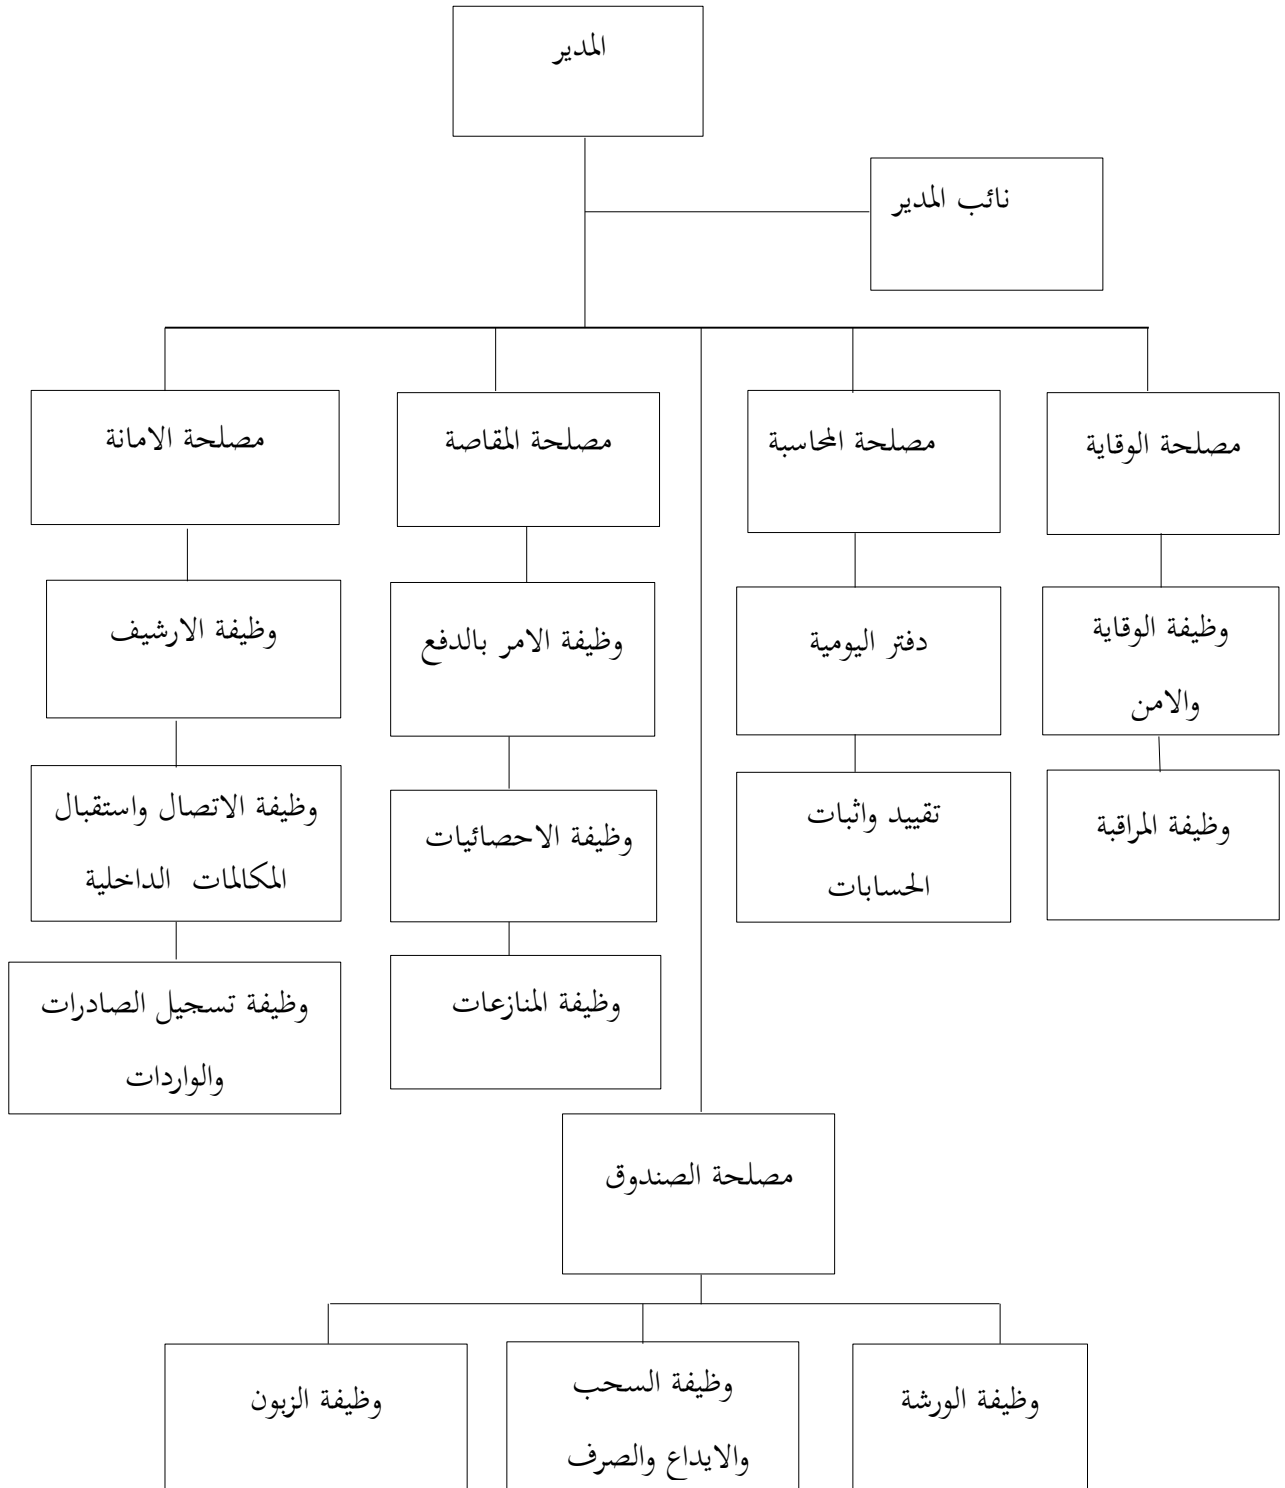 المدير
نائب المدير
مصلحة الوقاية
مصلحة المحاسبة
مصلحة المقاصة
مصلحة الامانة
وظيفة الوقاية
والامن
دفتر اليومية
وظيفة الامر بالدفع
وظيفة الارشيف
وظيفة المراقبة
تقييد واثبات
الحسابات
وظيفة الاحصائيات
وظيفة الاتصال واستقبال
المكالمات الداخلية
وظيفة المنازعات
وظيفة تسجيل الصادرات
والواردات
مصلحة الصندوق
وظيفة الورشة
وظيفة السحب
والايداع والصرف
وظيفة الزبون